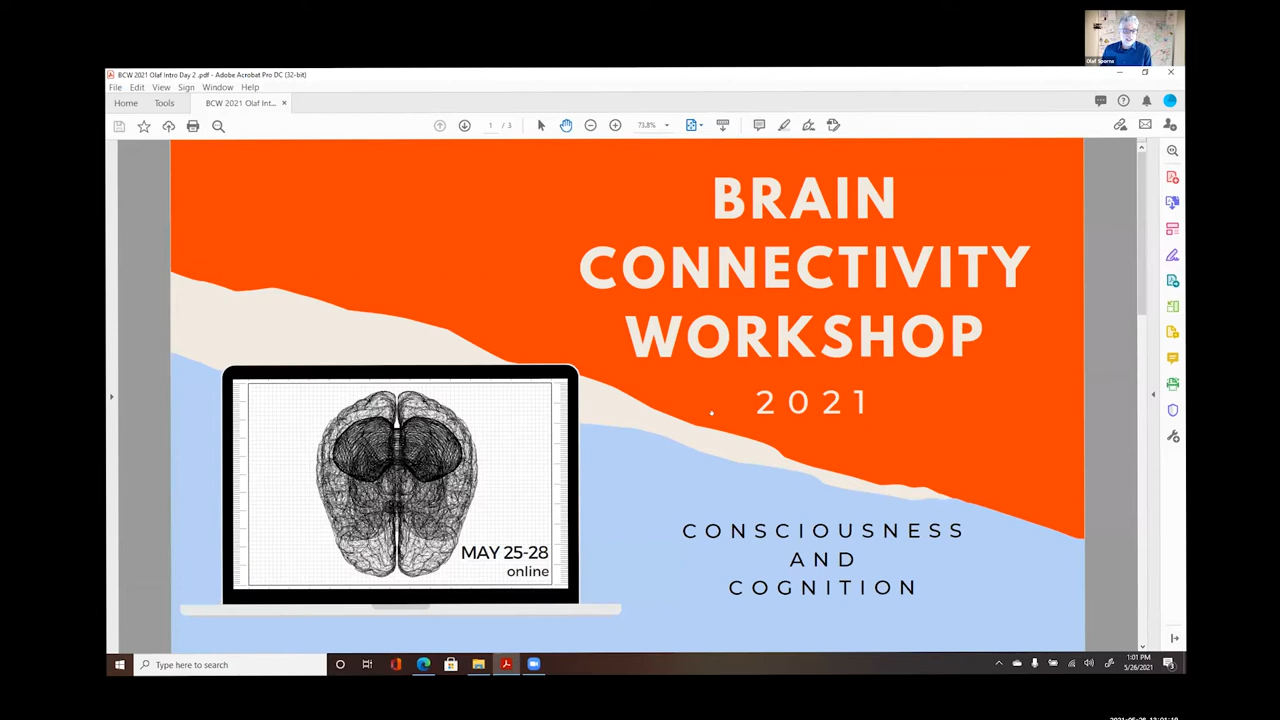 Olaf Sporns
BCW 2021 Olaf Intro Day 2 .pdf - Adobe Acrobat Pro DC (32-bit)
File Edit View Sign Window Help
Home Tools BCW 2021 Olaf Int...
1 / 3 73.8%
BRAIN
CONNECTIVITY
WORKSHOP
2021
MAY 25-28
online
CONSCIOUSNESS
AND
COGNITION
Type here to search
1:01 PM
5/26/2021